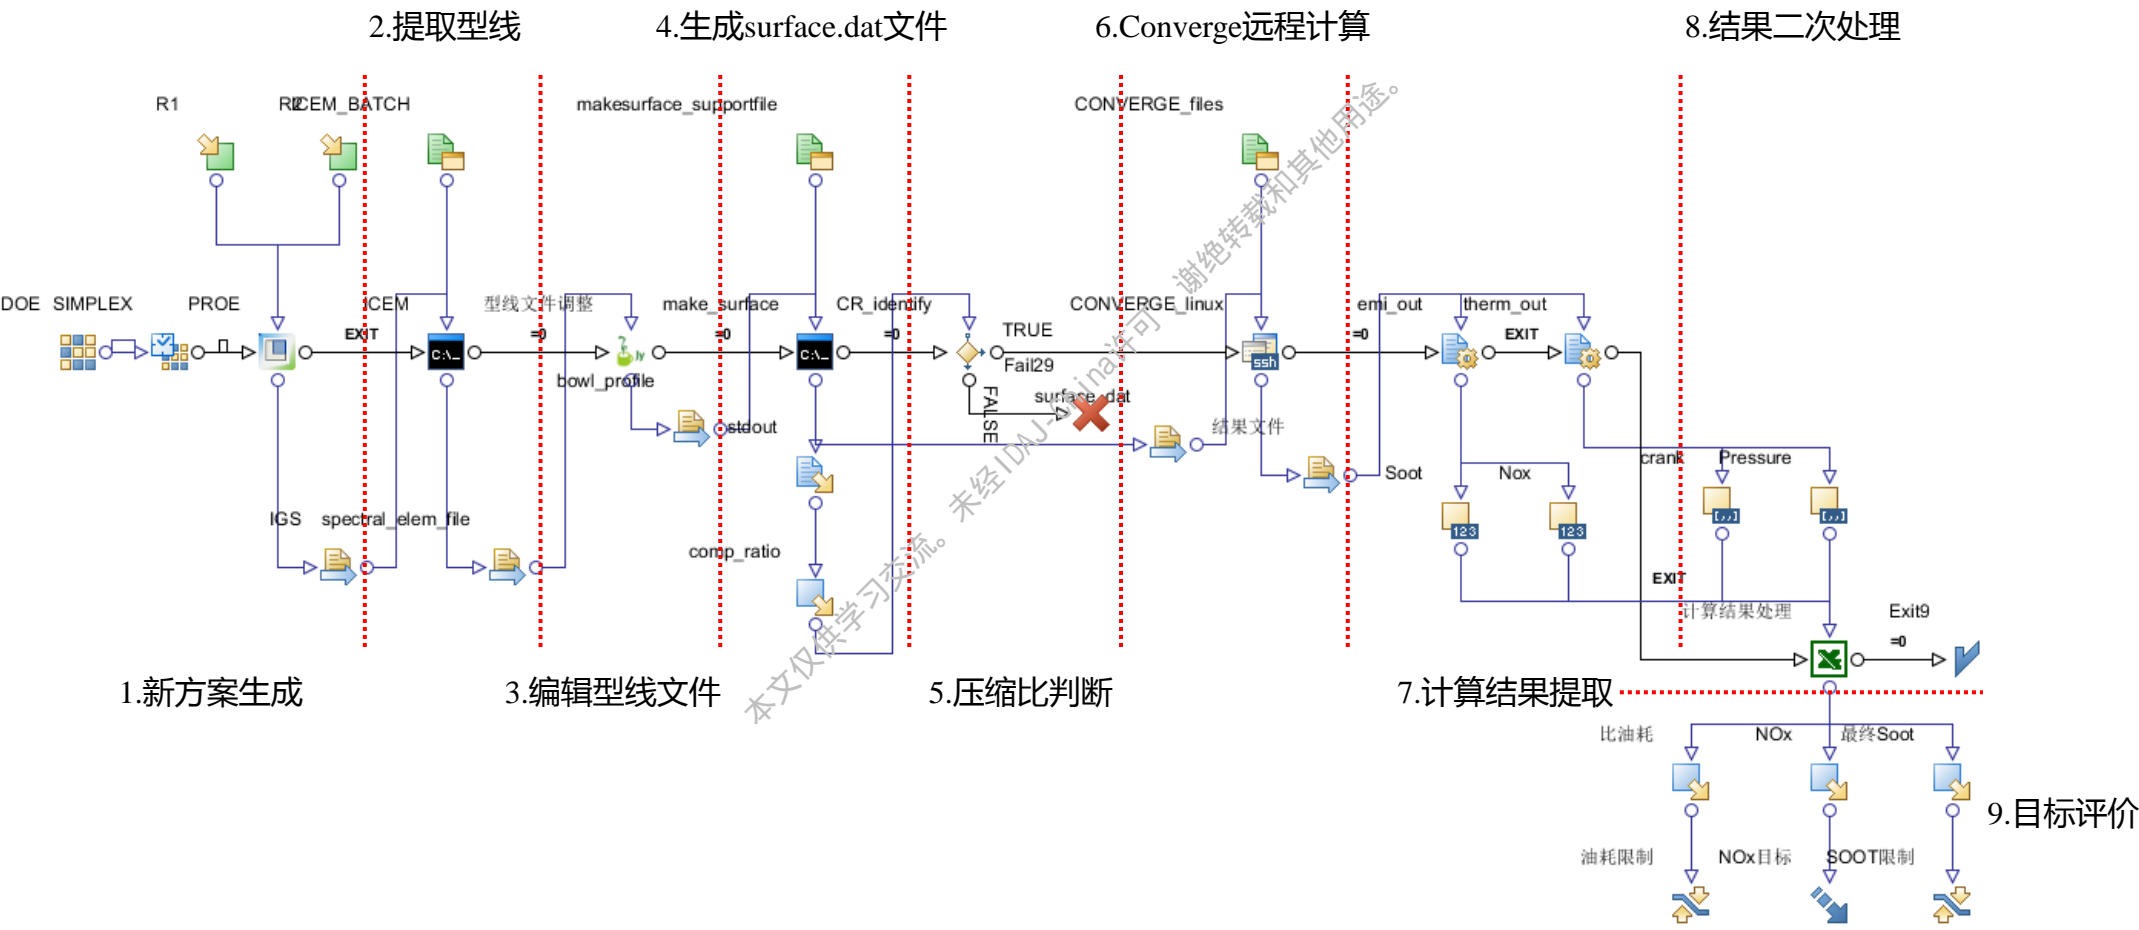 2.提取型线
4.生成surface.dat文件
6.Converge远程计算
8.结果二次处理
R1
R2
ICEM_BATCH
makesurface_supportfile
CONVERGE_files
DOE
SIMPLEX
PROE
ICEM
型线文件调整
make_surface
CR_identify
CONVERGE_linux
emi_out
therm_out
EXIT
=0
=0
=0
TRUE
=0
EXIT
Fail29
bowl_profile
surface_dat
FALSE
stdout
结果文件
C:\_
ly
C:\_
ssh
Soot
Nox
crank
Pressure
123
123
[,,]
[,,]
IGS
spectral_elem_file
comp_ratio
EXIT
计算结果处理
Exit9
=0
1.新方案生成
3.编辑型线文件
5.压缩比判断
7.计算结果提取
比油耗
NOx
最终Soot
9.目标评价
油耗限制
NOx目标
SOOT限制
本文仅供学习交流。未经IDAJ-China许可 谢绝转载和其他用途。